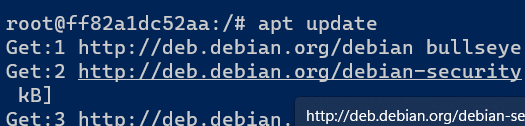 root@ff82a1dc52aa:/# apt update
Get:1 http://deb.debian.org/debian bullseye
Get:2 http://deb.debian.org/debian-security
kB]
Get:3 http://deb.debian.
http://deb.debian.org/debian-se